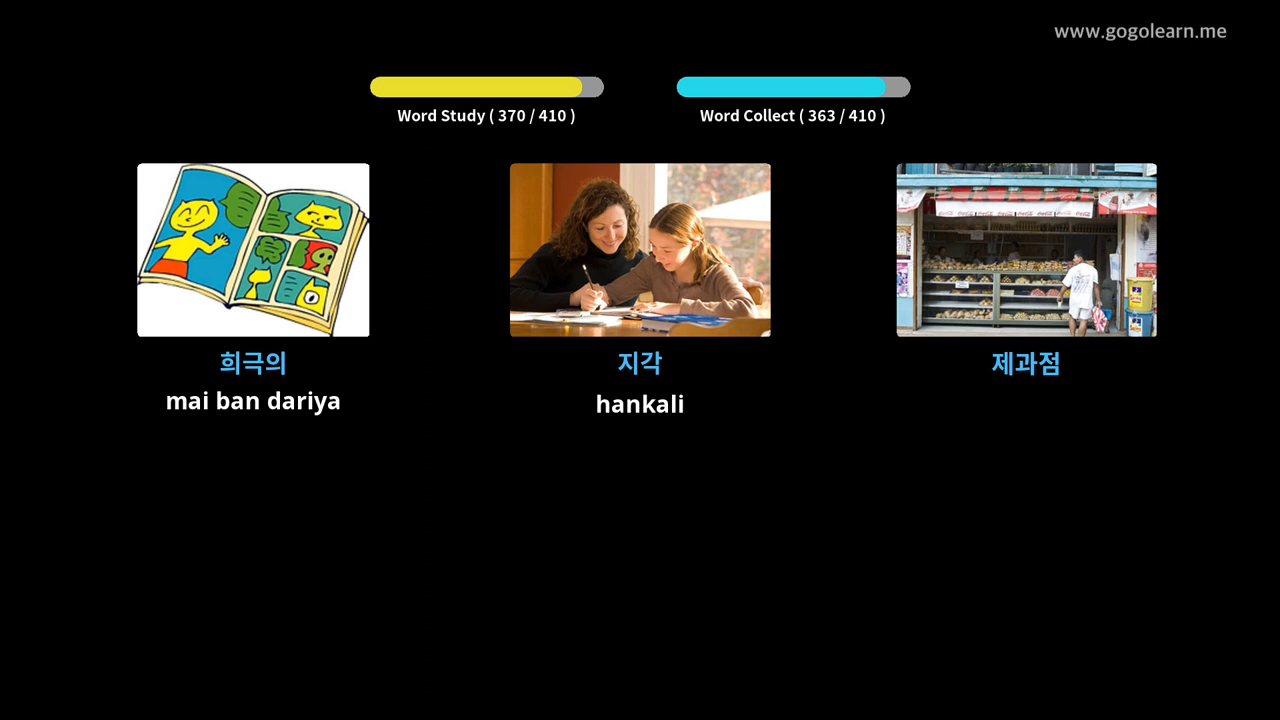 www.gogolearn.me
Word Study ( 370 / 410 )
Word Collect ( 363 / 410 )
희극의
지각
제과점
mai ban dariya
hankali